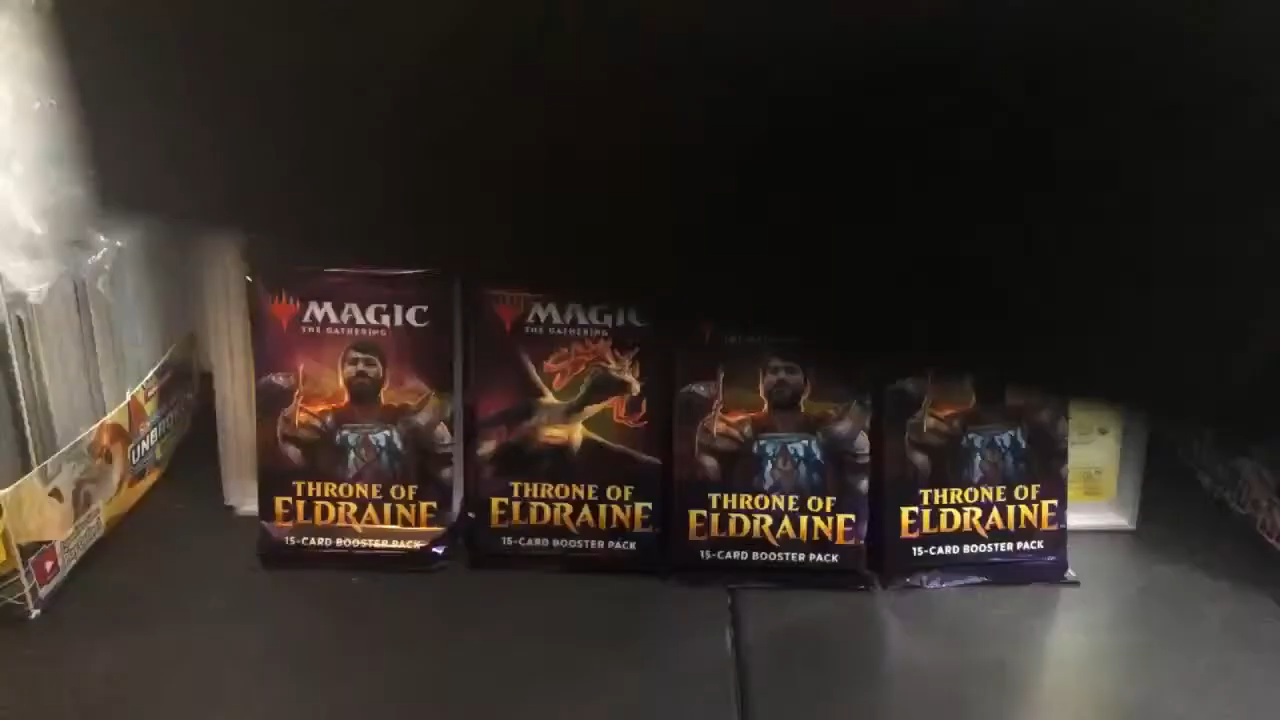 MAGIC
THE GATHERING
THRONE OF
ELDRAINE
15-CARD BOOSTER PACK
MAGIC
THE GATHERING
THRONE OF
ELDRAINE
15-CARD BOOSTER PACK
THRONE OF
ELDRAINE
15-CARD BOOSTER PACK
THRONE OF
ELDRAINE
15-CARD BOOSTER PACK